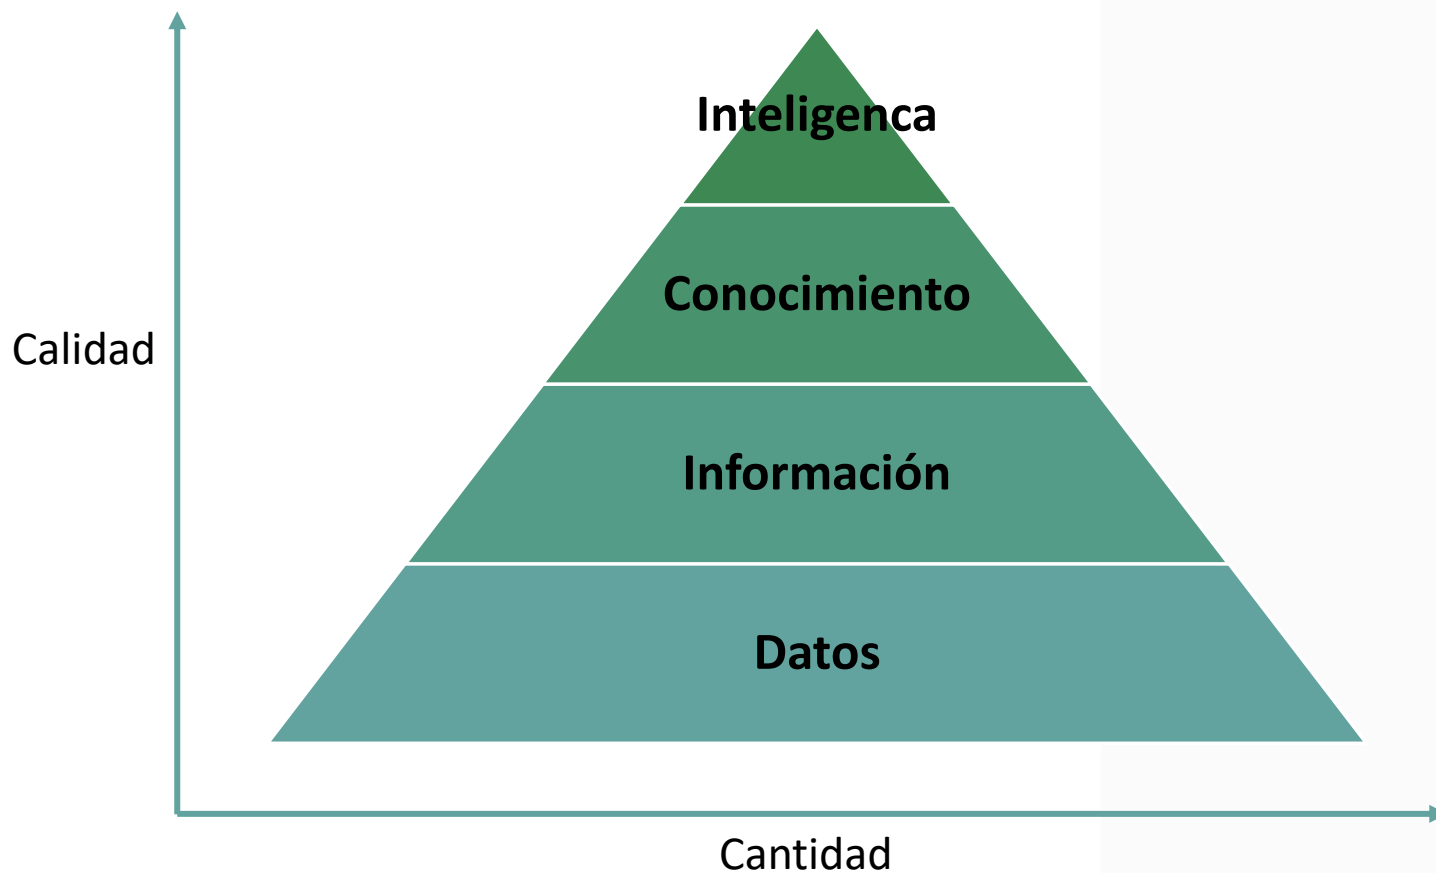 Inteligenca
Conocimiento
Calidad
Información
Datos
Cantidad